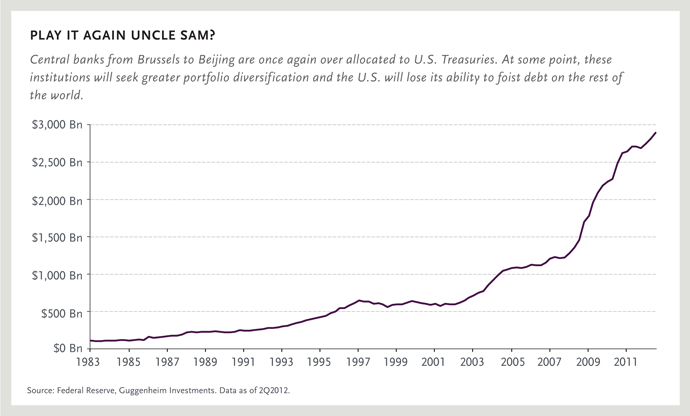 PLAY IT AGAIN UNCLE SAM?
Central banks from Brussels to Beijing are once again over allocated to U.S. Treasuries. At some point, these
institutions will seek greater portfolio diversification and the U.S. will lose its ability to foist debt on the rest of
the world.
$3,000 Bn
$2,500 Bn
$2,000 Bn
$1,500 Bn
$1,000 Bn
$500 Bn
$0 Bn
1983 1985 1987 1989 1991 1993 1995 1997 1999 2001 2003 2005 2007 2009 2011
Source: Federal Reserve, Guggenheim Investments. Data as of 2Q2012.